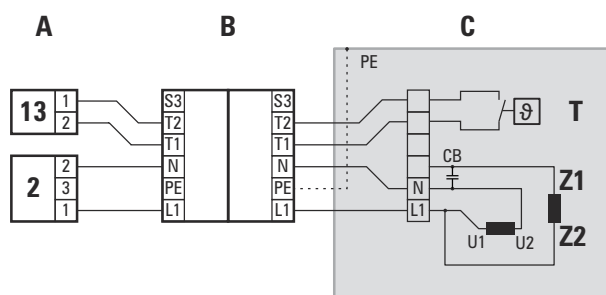 A B C
PE
13 1 S3 S3
2 T2 T2 ϑ T
T1 T1
2 2 N N CB
3 PE PE N Z1
1 L1 L1 L1 Z2
U1 U2